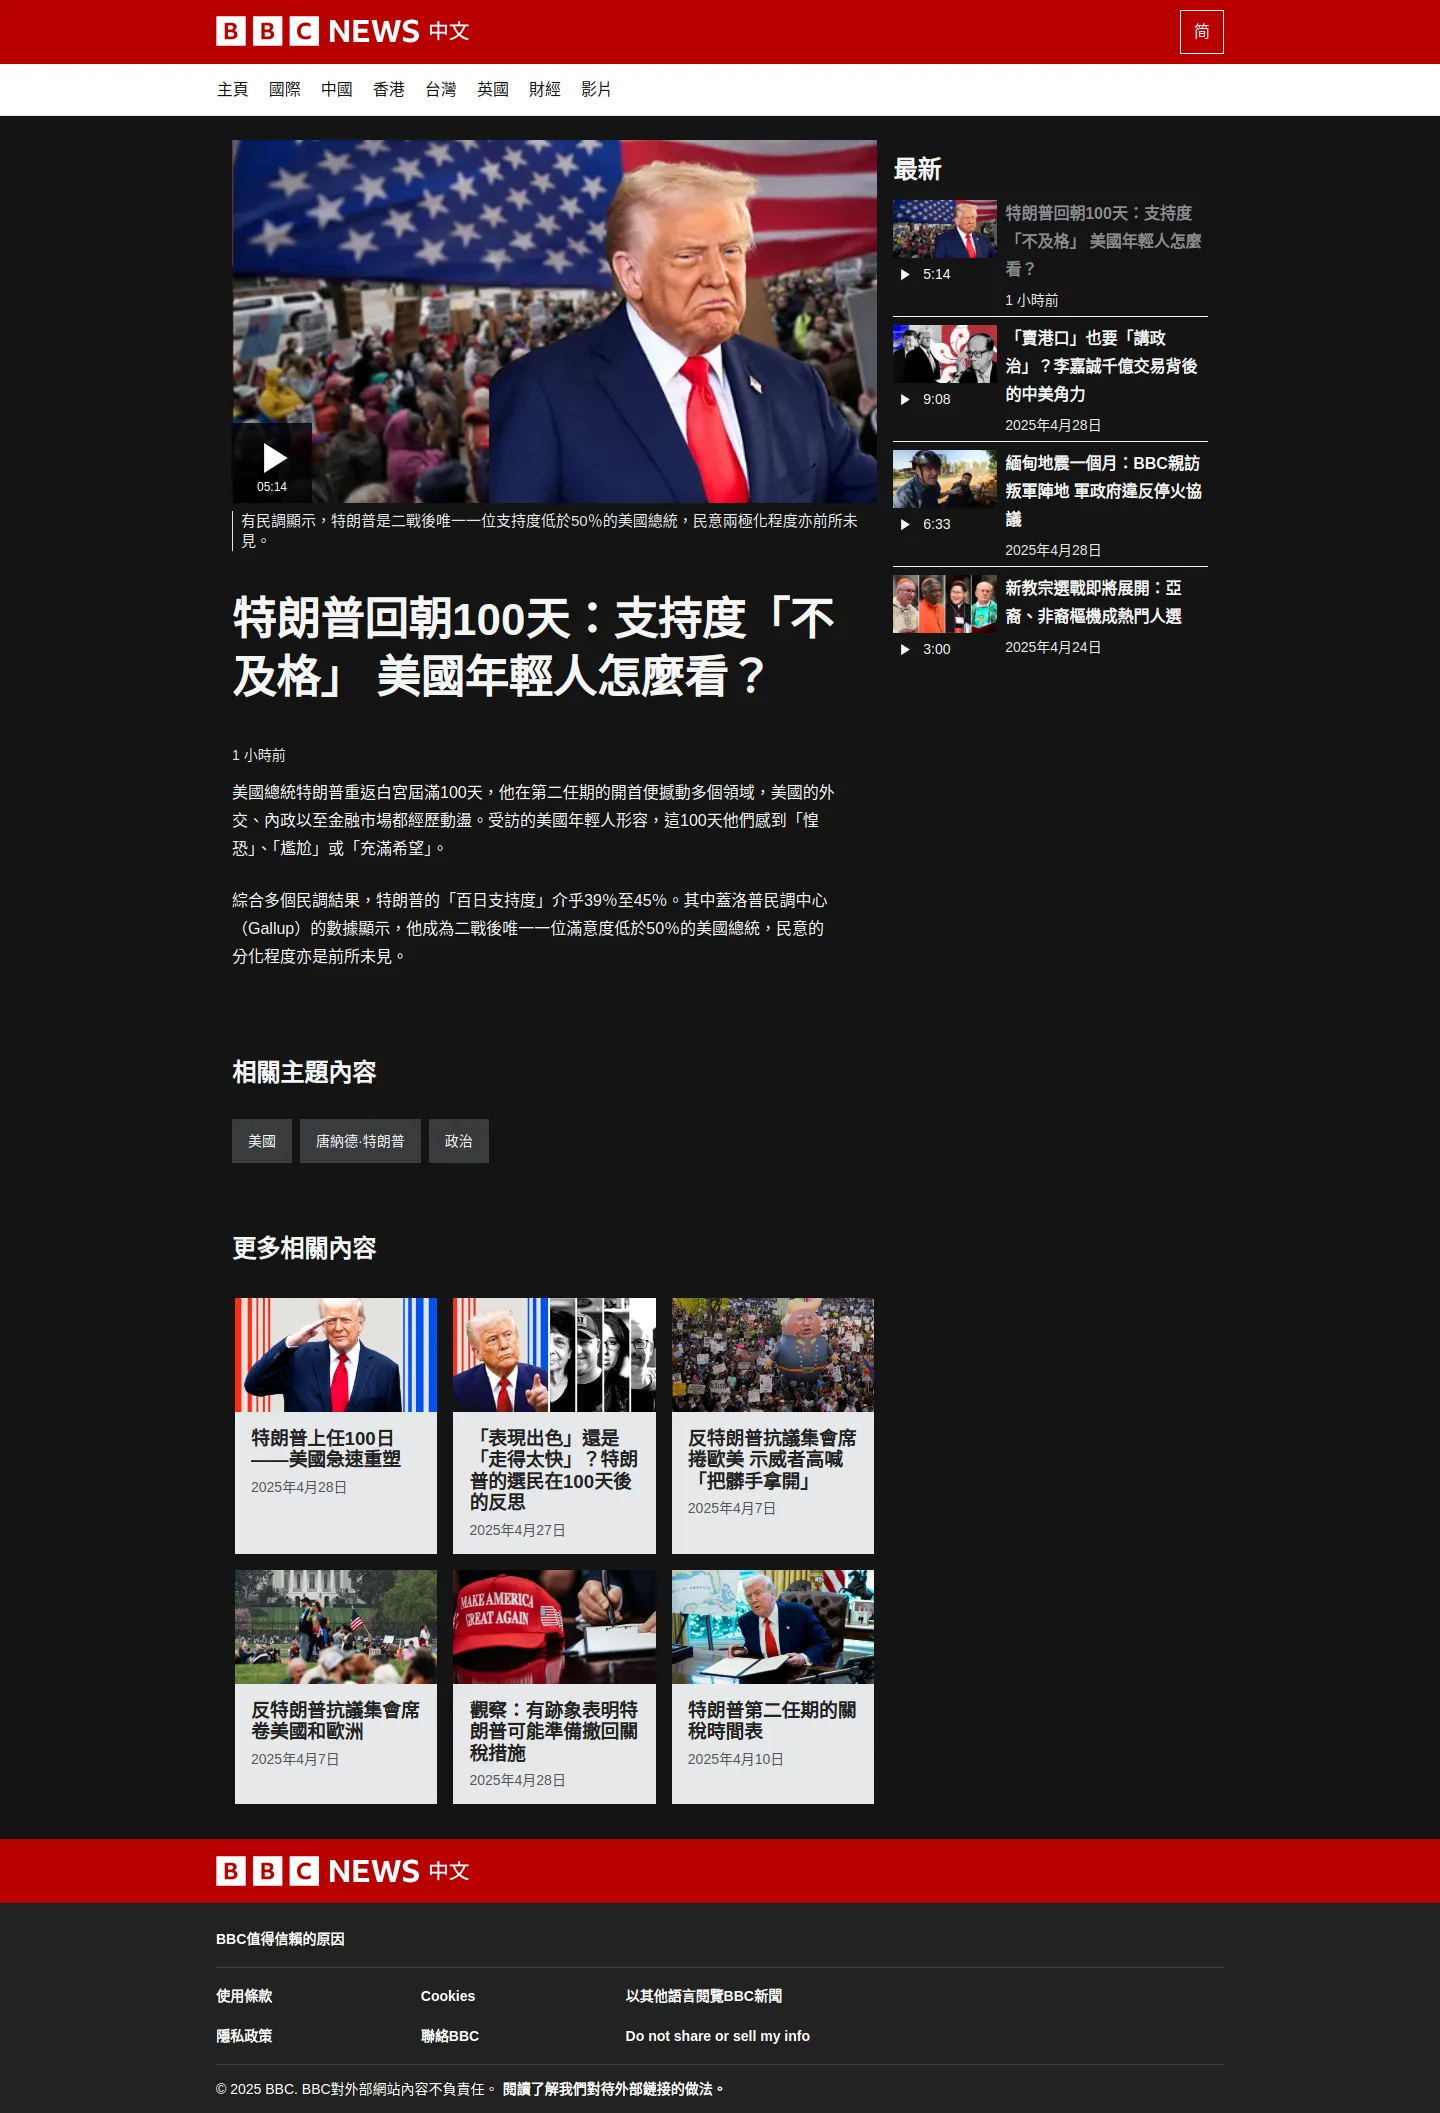 BBC NEWS 中文
简
主頁 國際 中國 香港 台灣 英國 財經 影片
05:14
有民調顯示，特朗普是二戰後唯一一位支持度低於50%的美國總統，民意兩極化程度亦前所未
見。
特朗普回朝100天：支持度「不
及格」 美國年輕人怎麼看？
1 小時前
美國總統特朗普重返白宮屆滿100天，他在第二任期的開首便撼動多個領域，美國的外
交、內政以至金融市場都經歷動盪。受訪的美國年輕人形容，這100天他們感到「惶
恐」、「尷尬」或「充滿希望」。
綜合多個民調結果，特朗普的「百日支持度」介乎39%至45%。其中蓋洛普民調中心
（Gallup）的數據顯示，他成為二戰後唯一一位滿意度低於50%的美國總統，民意的
分化程度亦是前所未見。
最新
特朗普回朝100天：支持度
「不及格」 美國年輕人怎麼
看？
5:14
1 小時前
「賣港口」也要「講政
治」？李嘉誠千億交易背後
的中美角力
9:08
2025年4月28日
緬甸地震一個月：BBC親訪
叛軍陣地 軍政府違反停火協
議
6:33
2025年4月28日
新教宗選戰即將展開：亞
裔、非裔樞機成熱門人選
3:00
2025年4月24日
相關主題內容
美國 唐納德·特朗普 政治
更多相關內容
特朗普上任100日
——美國急速重塑
2025年4月28日
「表現出色」還是
「走得太快」？特朗
普的選民在100天後
的反思
2025年4月27日
反特朗普抗議集會席
捲歐美 示威者高喊
「把髒手拿開」
2025年4月7日
反特朗普抗議集會席
卷美國和歐洲
2025年4月7日
MAKE AMERICA
GREAT AGAIN
觀察：有跡象表明特
朗普可能準備撤回關
稅措施
2025年4月28日
特朗普第二任期的關
稅時間表
2025年4月10日
BBC NEWS 中文
BBC值得信賴的原因
使用條款 Cookies 以其他語言閱覽BBC新聞
隱私政策 聯絡BBC Do not share or sell my info
© 2025 BBC. BBC對外部網站內容不負責任。 閱讀了解我們對待外部鏈接的做法。